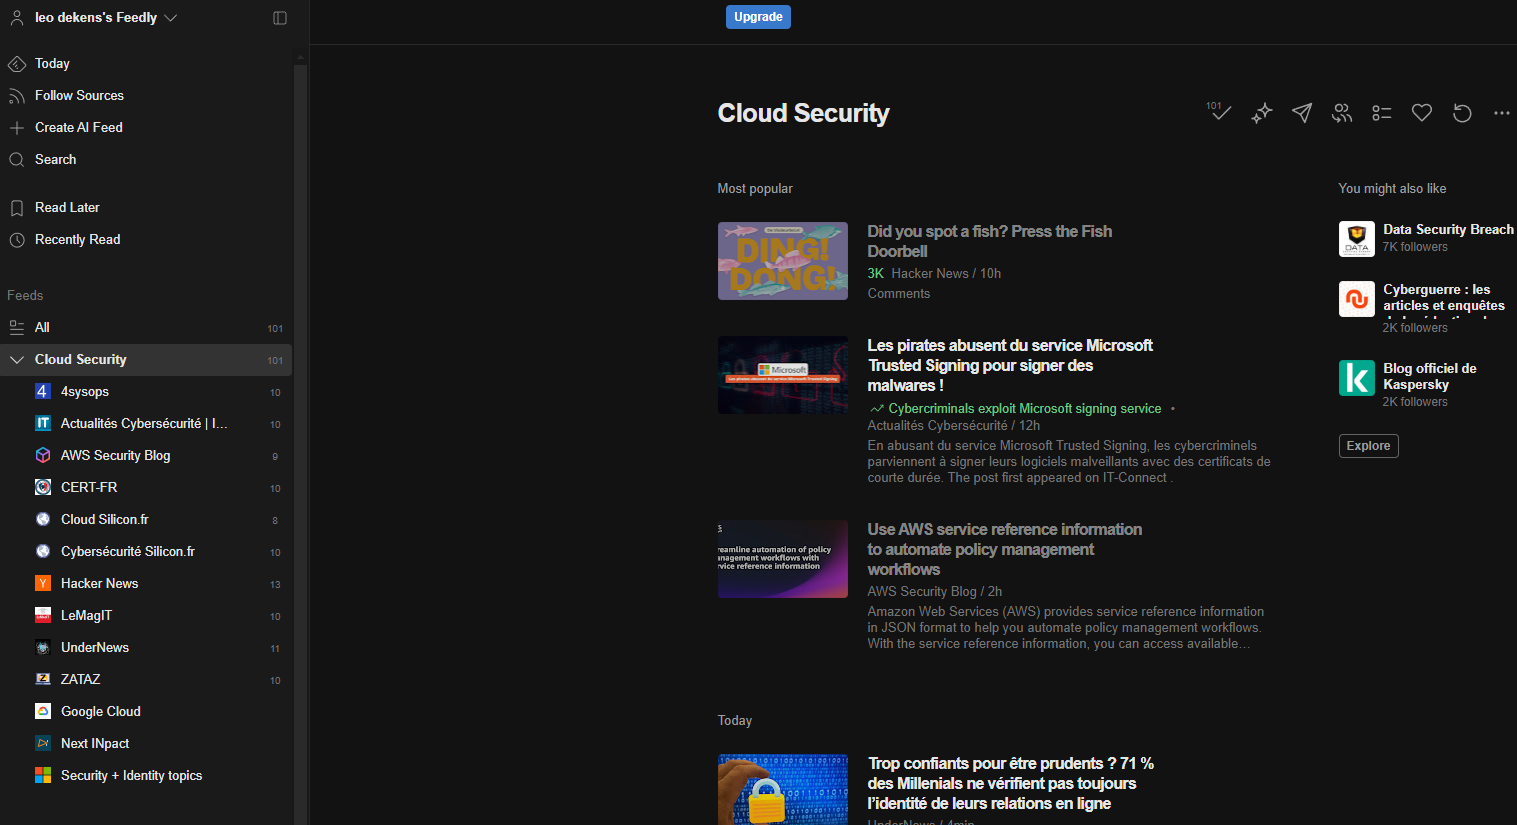 leo dekens's Feedly
Today
Follow Sources
Create AI Feed
Search
Read Later
Recently Read
Feeds
All 101
Cloud Security 101
4sysops 10
Actualités Cybersécurité | I... 10
AWS Security Blog 9
CERT-FR 10
Cloud Silicon.fr 8
Cybersécurité Silicon.fr 10
Hacker News 13
LeMagIT 10
UnderNews 11
ZATAZ 10
Google Cloud
Next INpact
Security + Identity topics
Upgrade
Cloud Security
101
Most popular
DING!
DONG!
Did you spot a fish? Press the Fish
Doorbell
3K Hacker News / 10h
Comments
Microsoft
Les pirates abusent du service Microsoft Trusted Signing
Les pirates abusent du service Microsoft
Trusted Signing pour signer des
malwares !
Cybercriminals exploit Microsoft signing service •
Actualités Cybersécurité / 12h
En abusant du service Microsoft Trusted Signing, les cybercriminels
parviennent à signer leurs logiciels malveillants avec des certificats de
courte durée. The post first appeared on IT-Connect .
reamline automation of policy
anagement workflows with
rvice reference information
Use AWS service reference information
to automate policy management
workflows
AWS Security Blog / 2h
Amazon Web Services (AWS) provides service reference information
in JSON format to help you automate policy management workflows.
With the service reference information, you can access available…
Today
Trop confiants pour être prudents ? 71 %
des Millenials ne vérifient pas toujours
l'identité de leurs relations en ligne
UnderNews / 4min
You might also like
DATA
Data Security Breach
7K followers
Cyberguerre : les
articles et enquêtes
2K followers
Blog officiel de
Kaspersky
2K followers
Explore